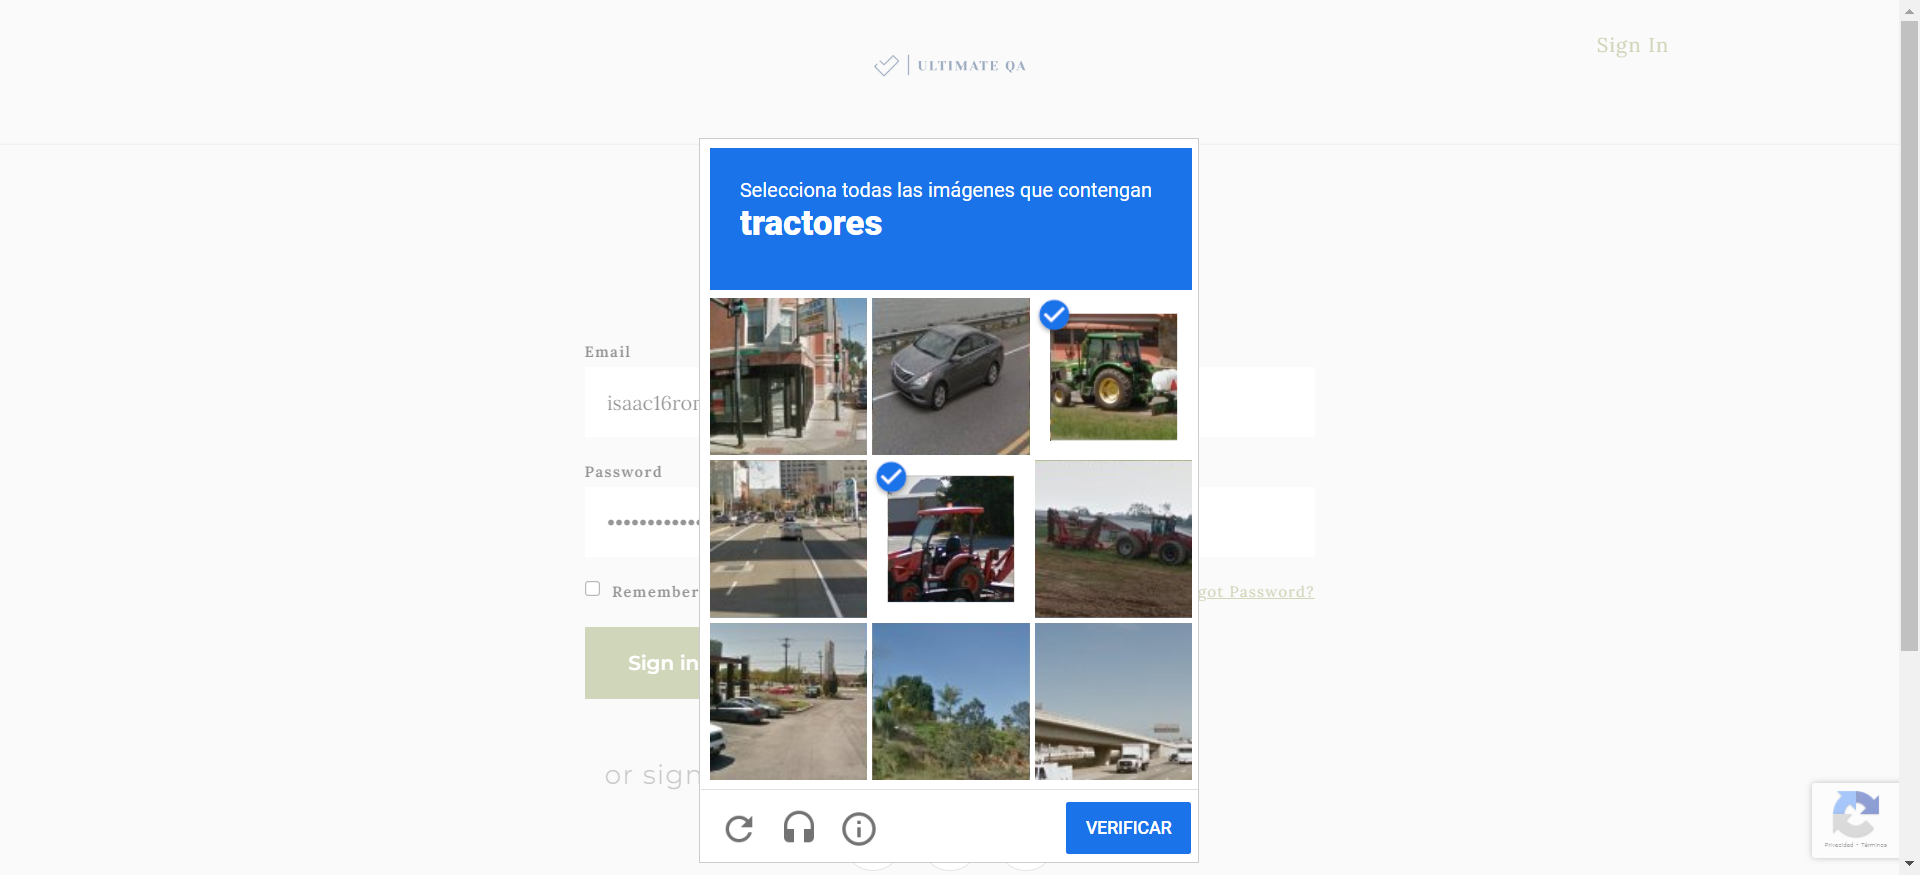 Sign In
ULTIMATE QA
Selecciona todas las imágenes que contengan
tractores
Email
isaac16ror
Password
Remember
got Password?
Sign in
or sign
VERIFICAR
Privacidad - Términos